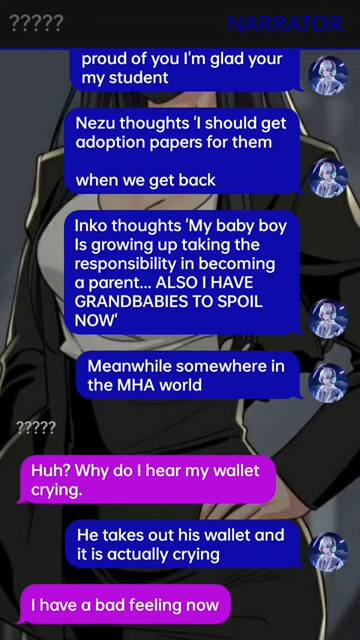 ?????
NARRATOR
proud of you I'm glad your
my student
Nezu thoughts 'I should get
adoption papers for them
when we get back
Inko thoughts 'My baby boy
Is growing up taking the
responsibility in becoming
a parent... ALSO I HAVE
GRANDBABIES TO SPOIL
NOW'
Meanwhile somewhere in
the MHA world
?????
Huh? Why do I hear my wallet
crying.
He takes out his wallet and
it is actually crying
I have a bad feeling now